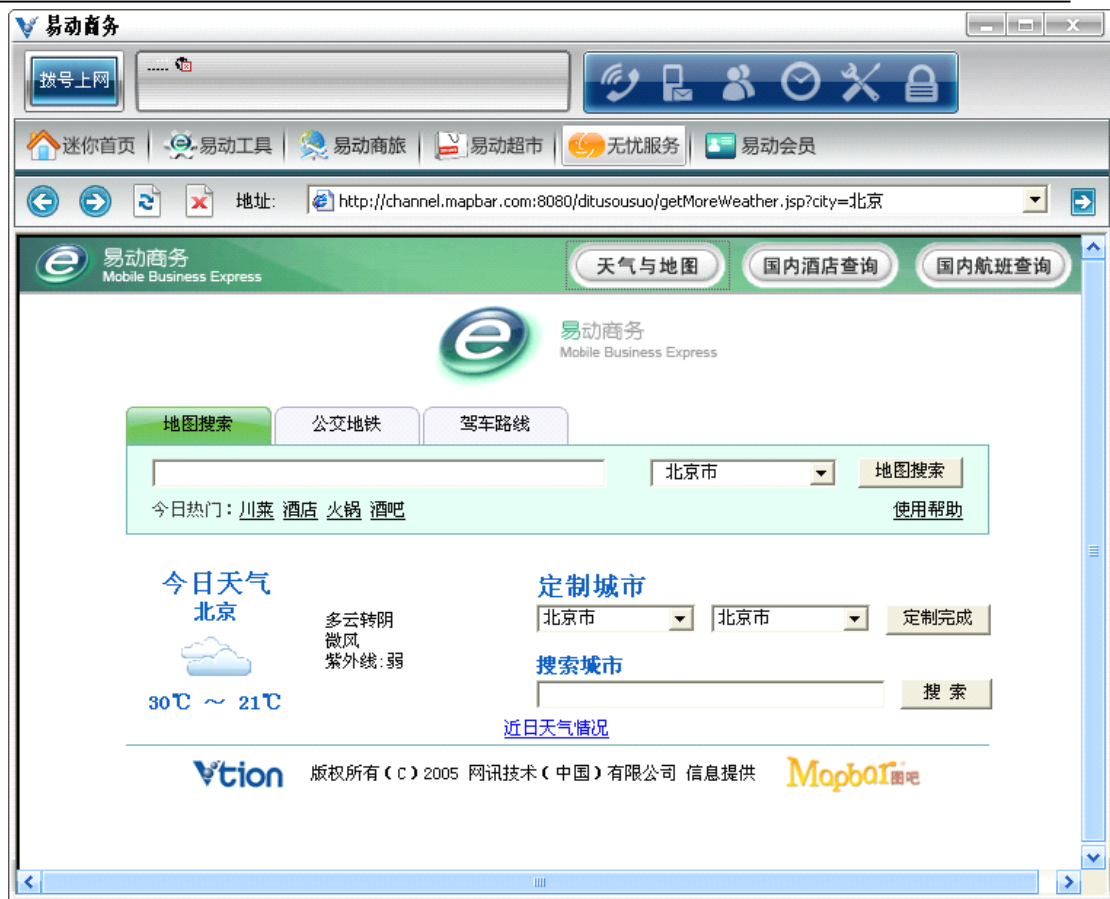 易动商务
拨号上网
.....
迷你首页 易动工具 易动商旅 易动超市 无忧服务 易动会员
地址: http://channel.mapbar.com:8080/ditusousuo/getMoreWeather.jsp?city=北京
易动商务
Mobile Business Express
天气与地图 国内酒店查询 国内航班查询
易动商务
Mobile Business Express
地图搜索 公交地铁 驾车路线
北京市 地图搜索
今日热门：川菜 酒店 火锅 酒吧 使用帮助
今日天气
北京
多云转阴
微风
紫外线:弱
30℃ ～ 21℃
定制城市
北京市 北京市 定制完成
搜索城市
搜 索
近日天气情况
Vtion 版权所有(C)2005 网讯技术(中国)有限公司 信息提供 Mapbar图吧